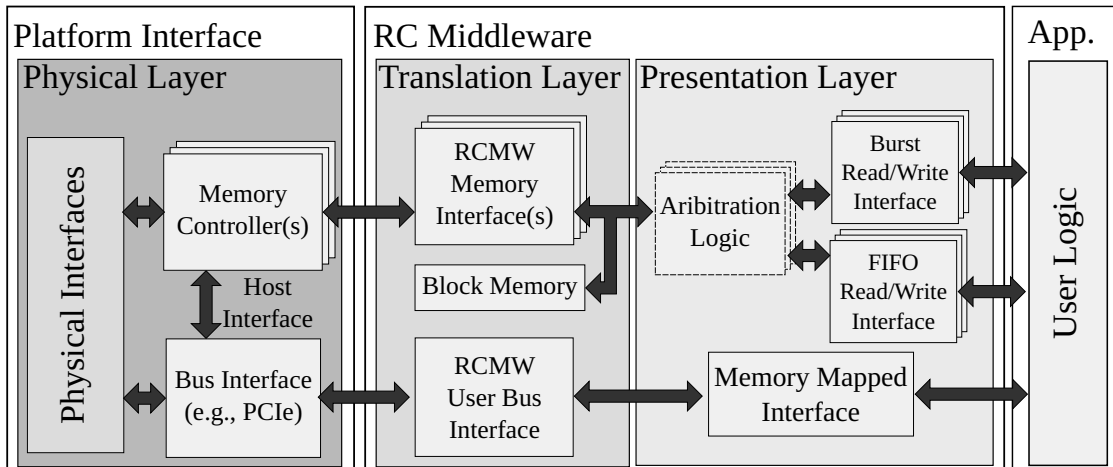 Platform Interface
Physical Layer
Physical Interfaces
Memory
Controller(s)
Host
Interface
Bus Interface
(e.g., PCIe)
RC Middleware
Translation Layer
RCMW
Memory
Interface(s)
Block Memory
RCMW
User Bus
Interface
Presentation Layer
Aribitration
Logic
Burst
Read/Write
Interface
FIFO
Read/Write
Interface
Memory Mapped
Interface
App.
User Logic